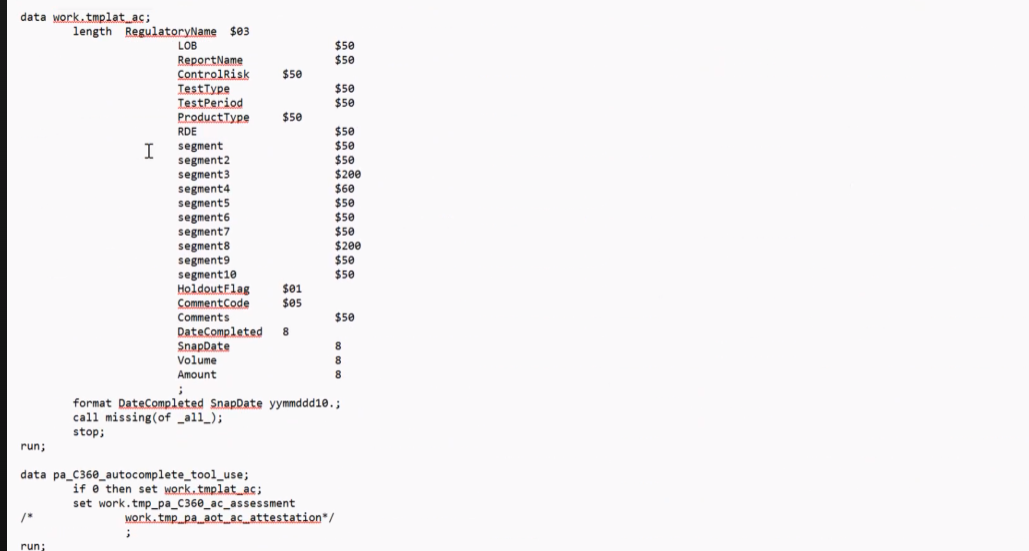 data work.tmplat_ac;
length RegulatoryName $03
LOB $50
ReportName $50
ControlRisk $50
TestType $50
TestPeriod $50
ProductType $50
RDE $50
segment $50
segment2 $50
segment3 $200
segment4 $60
segment5 $50
segment6 $50
segment7 $50
segment8 $200
segment9 $50
segment10 $50
HoldoutFlag $01
CommentCode $05
Comments $50
DateCompleted 8
SnapDate 8
Volume 8
Amount 8
;
format DateCompleted SnapDate yymmddd10.;
call missing(of _all_);
stop;
run;
data pa_C360_autocomplete_tool_use;
if 0 then set work.tmplat_ac;
set work.tmp_pa_C360_ac_assessment
/* work.tmp_pa_aot_ac_attestation*/
;
run;